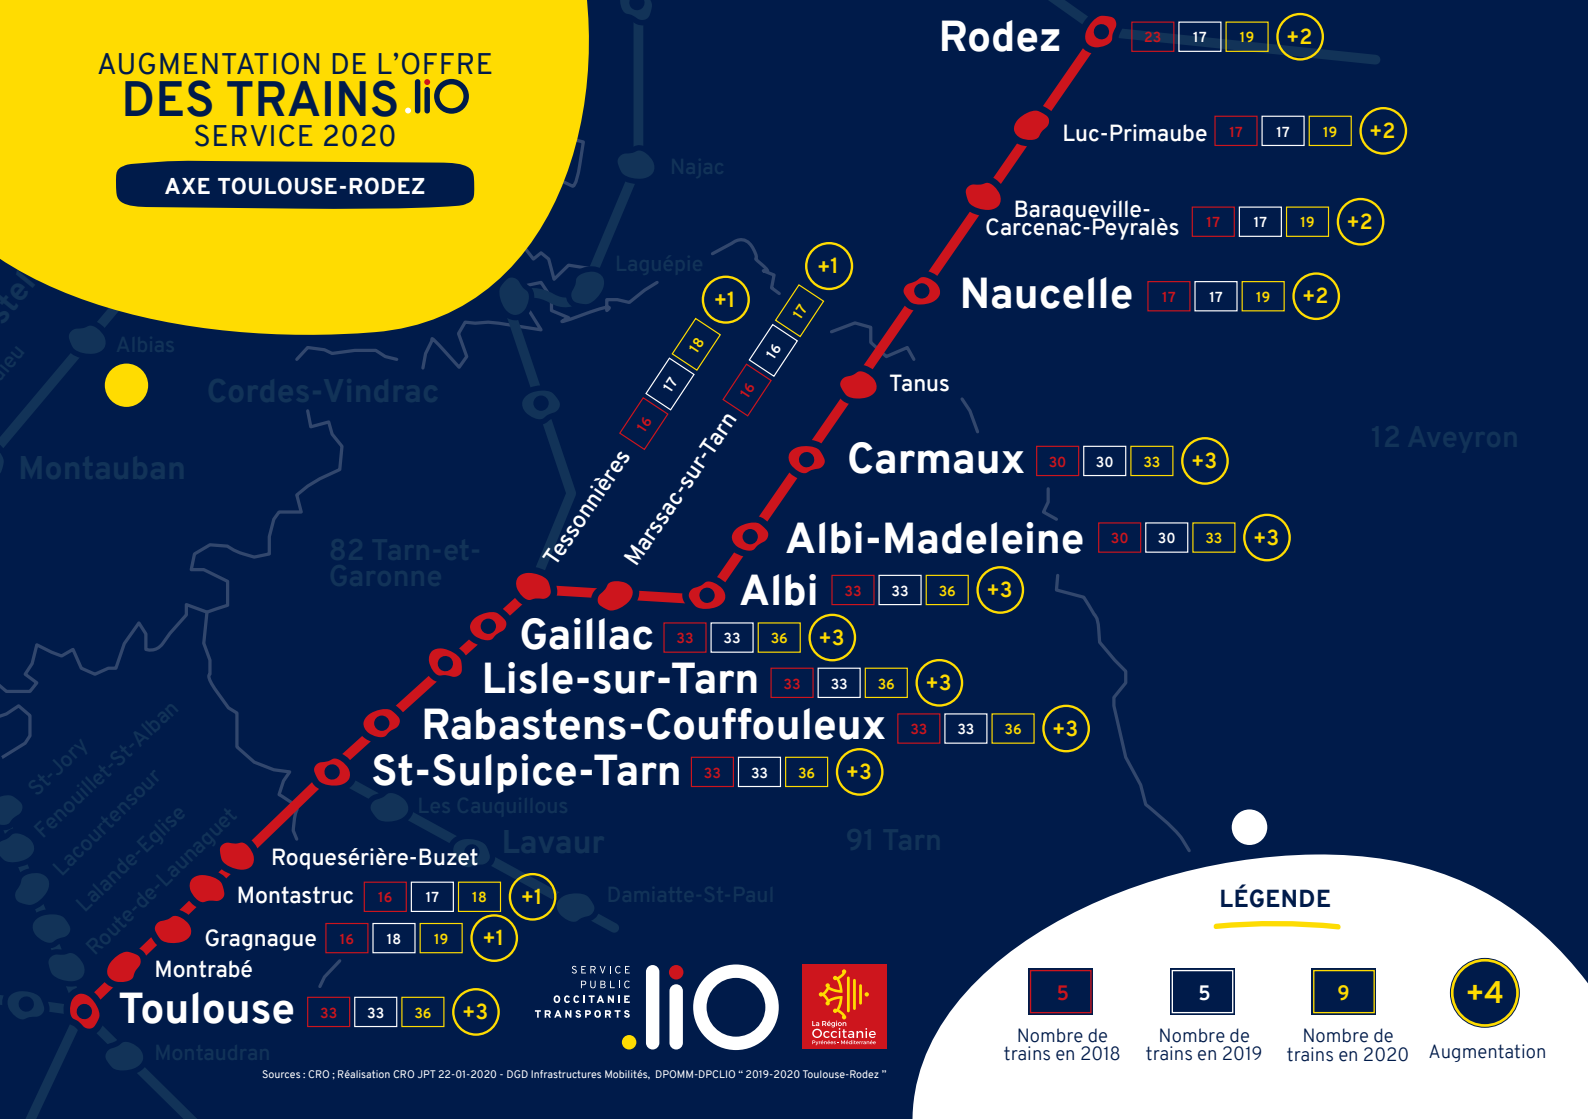 AUGMENTATION DE L'OFFRE
DES TRAINS .liO
SERVICE 2020
AXE TOULOUSE-RODEZ
Rodez 23 17 19 +2
Luc-Primaube 17 17 19 +2
Baraqueville-
Carcenac-Peyralès 17 17 19 +2
Naucelle 17 17 19 +2
Tanus
Carmaux 30 30 33 +3
Albi-Madeleine 30 30 33 +3
Albi 33 33 36 +3
Marssac-sur-Tarn 16 16 17 +1
Tessonnières 16 17 18 +1
Gaillac 33 33 36 +3
Lisle-sur-Tarn 33 33 36 +3
Rabastens-Couffouleux 33 33 36 +3
St-Sulpice-Tarn 33 33 36 +3
Roquesérière-Buzet
Montastruc 16 17 18 +1
Gragnague 16 18 19 +1
Montrabé
Toulouse 33 33 36 +3
Najac
Laguépie
Albias
Cordes-Vindrac
Montauban
82 Tarn-et-
Garonne
12 Aveyron
91 Tarn
St-Jory
Fenouillet-St-Alban
Lacourtensour
Lalande-Eglise
Route-de-Launaguet
Les Cauquillous
Lavaur
Damiatte-St-Paul
Montaudran
SERVICE
PUBLIC
OCCITANIE
TRANSPORTS
.liO
La Région
Occitanie
Pyrénées - Méditerranée
Sources : CRO ; Réalisation CRO JPT 22-01-2020 - DGD Infrastructures Mobilités, DPOMM-DPCLIO “ 2019-2020 Toulouse-Rodez ”
LÉGENDE
5 5 9 +4
Nombre de
trains en 2018
Nombre de
trains en 2019
Nombre de
trains en 2020
Augmentation